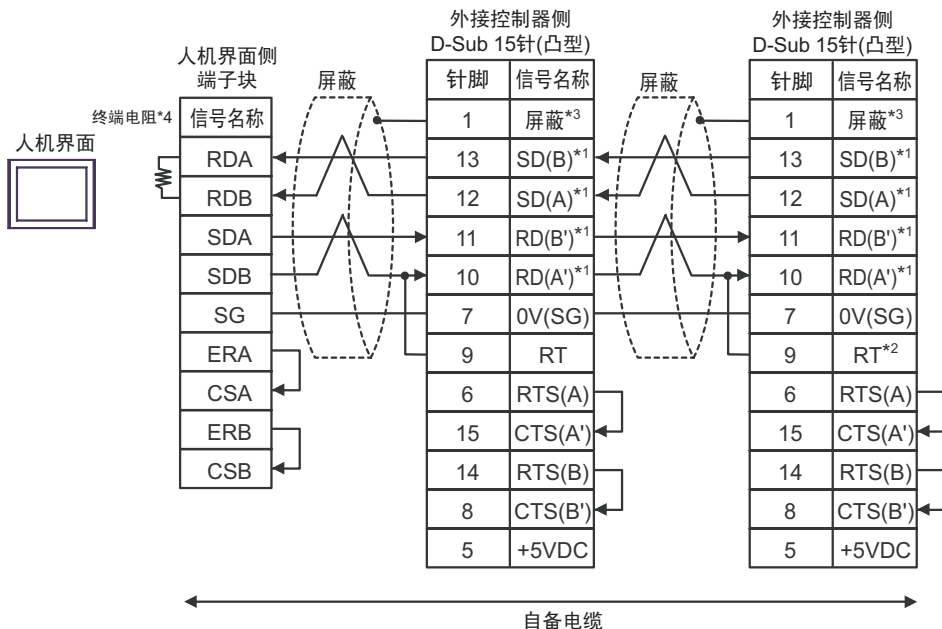 人机界面
终端电阻*4
人机界面侧
端子块
信号名称
RDA
RDB
SDA
SDB
SG
ERA
CSA
ERB
CSB
屏蔽
外接控制器侧
D-Sub 15针(凸型)
针脚 信号名称
1 屏蔽*3
13 SD(B)*1
12 SD(A)*1
11 RD(B')*1
10 RD(A')*1
7 0V(SG)
9 RT
6 RTS(A)
15 CTS(A')
14 RTS(B)
8 CTS(B')
5 +5VDC
屏蔽
外接控制器侧
D-Sub 15针(凸型)
针脚 信号名称
1 屏蔽*3
13 SD(B)*1
12 SD(A)*1
11 RD(B')*1
10 RD(A')*1
7 0V(SG)
9 RT*2
6 RTS(A)
15 CTS(A')
14 RTS(B)
8 CTS(B')
5 +5VDC
自备电缆